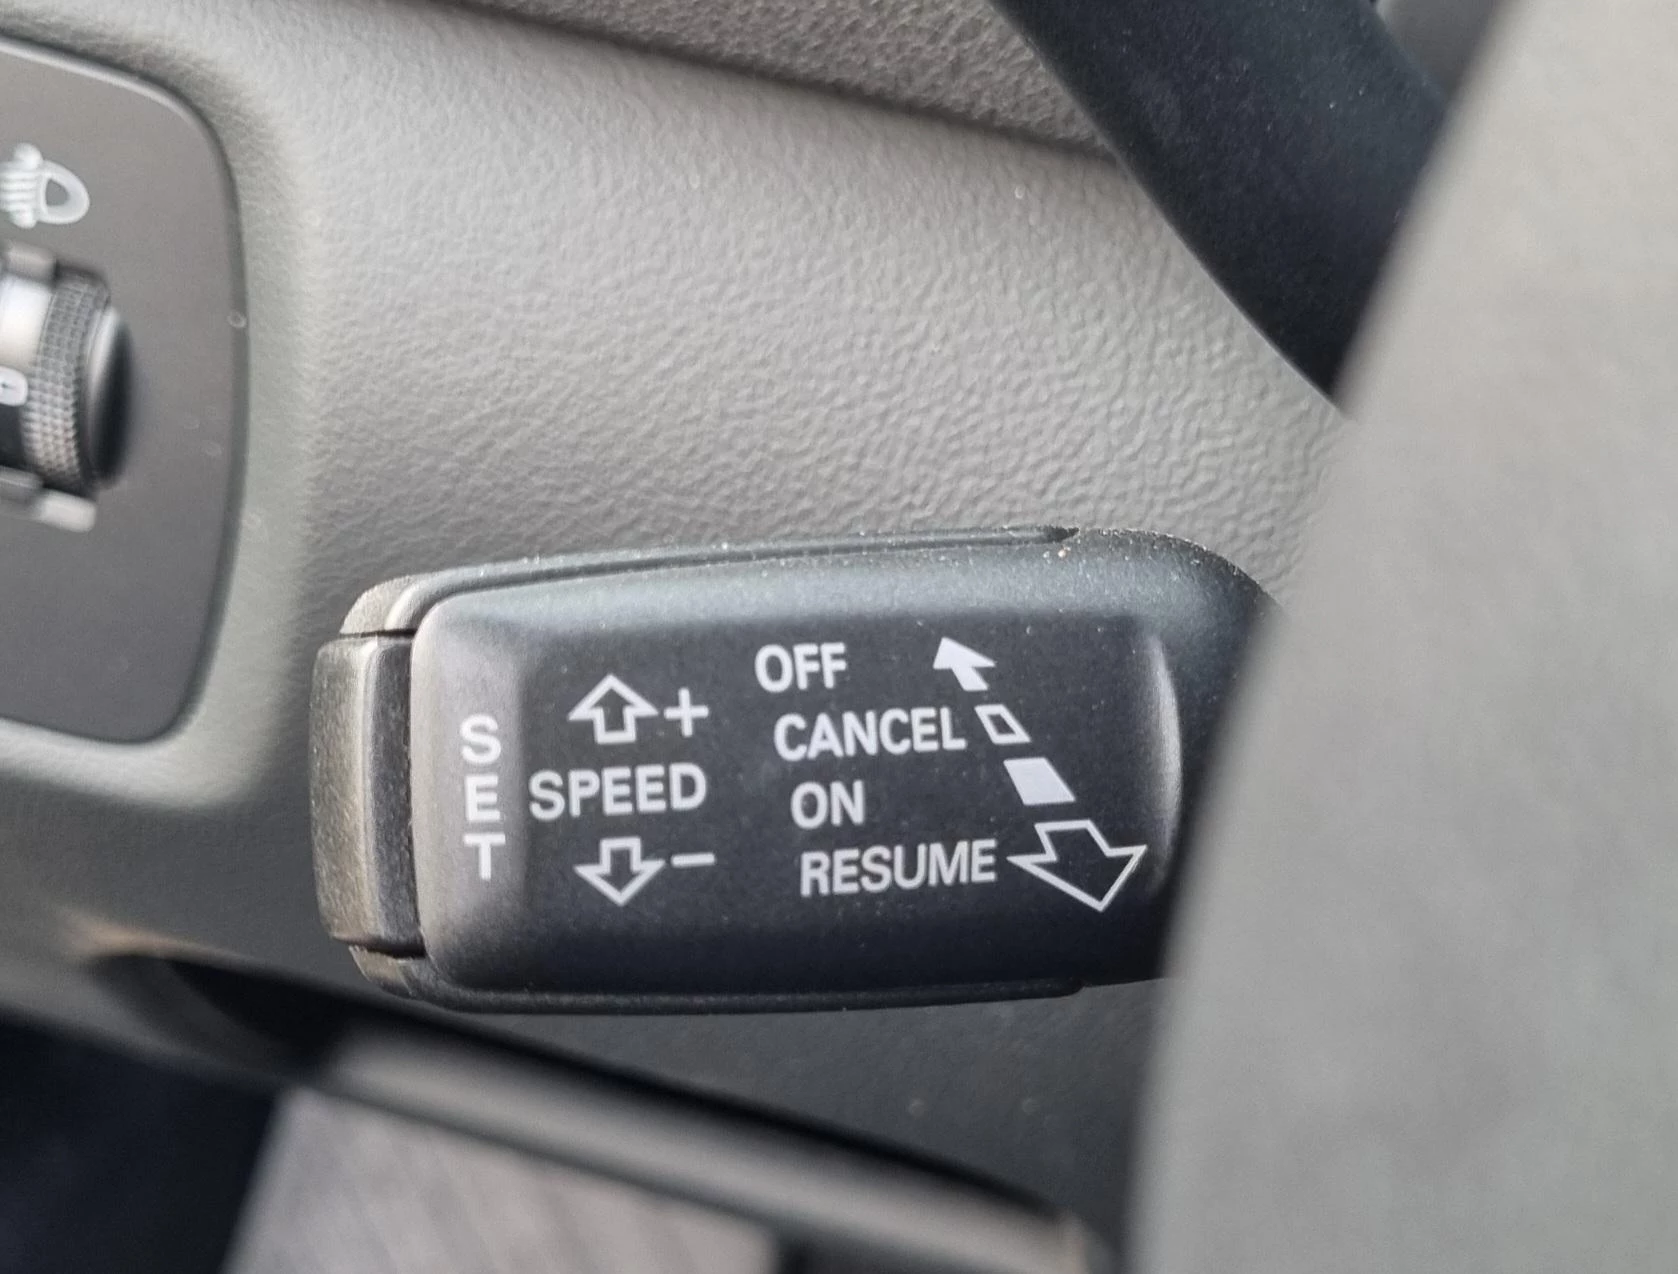 SET
+
SPEED
−
OFF
CANCEL
ON
RESUME